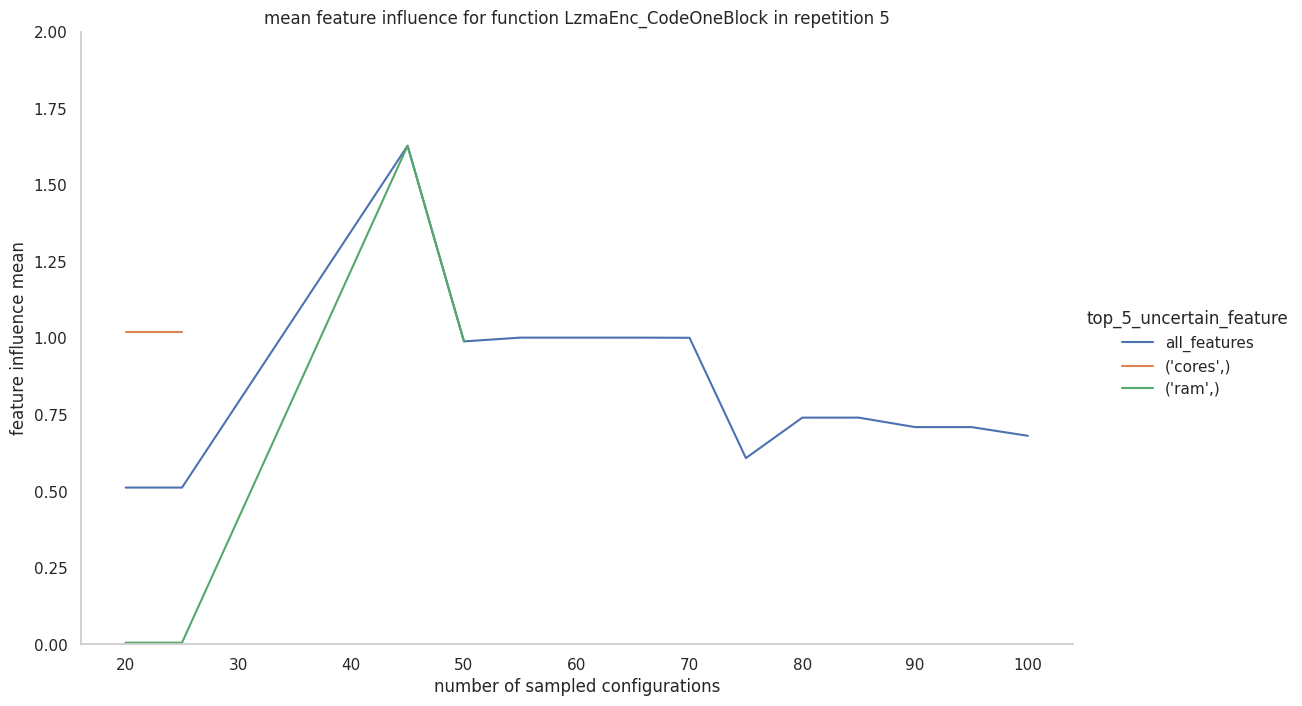 mean feature influence for function LzmaEnc_CodeOneBlock in repetition 5
2.00
1.75
1.50
1.25
1.00
0.75
0.50
0.25
0.00
feature influence mean
20 30 40 50 60 70 80 90 100
number of sampled configurations
top_5_uncertain_feature
all_features
('cores',)
('ram',)